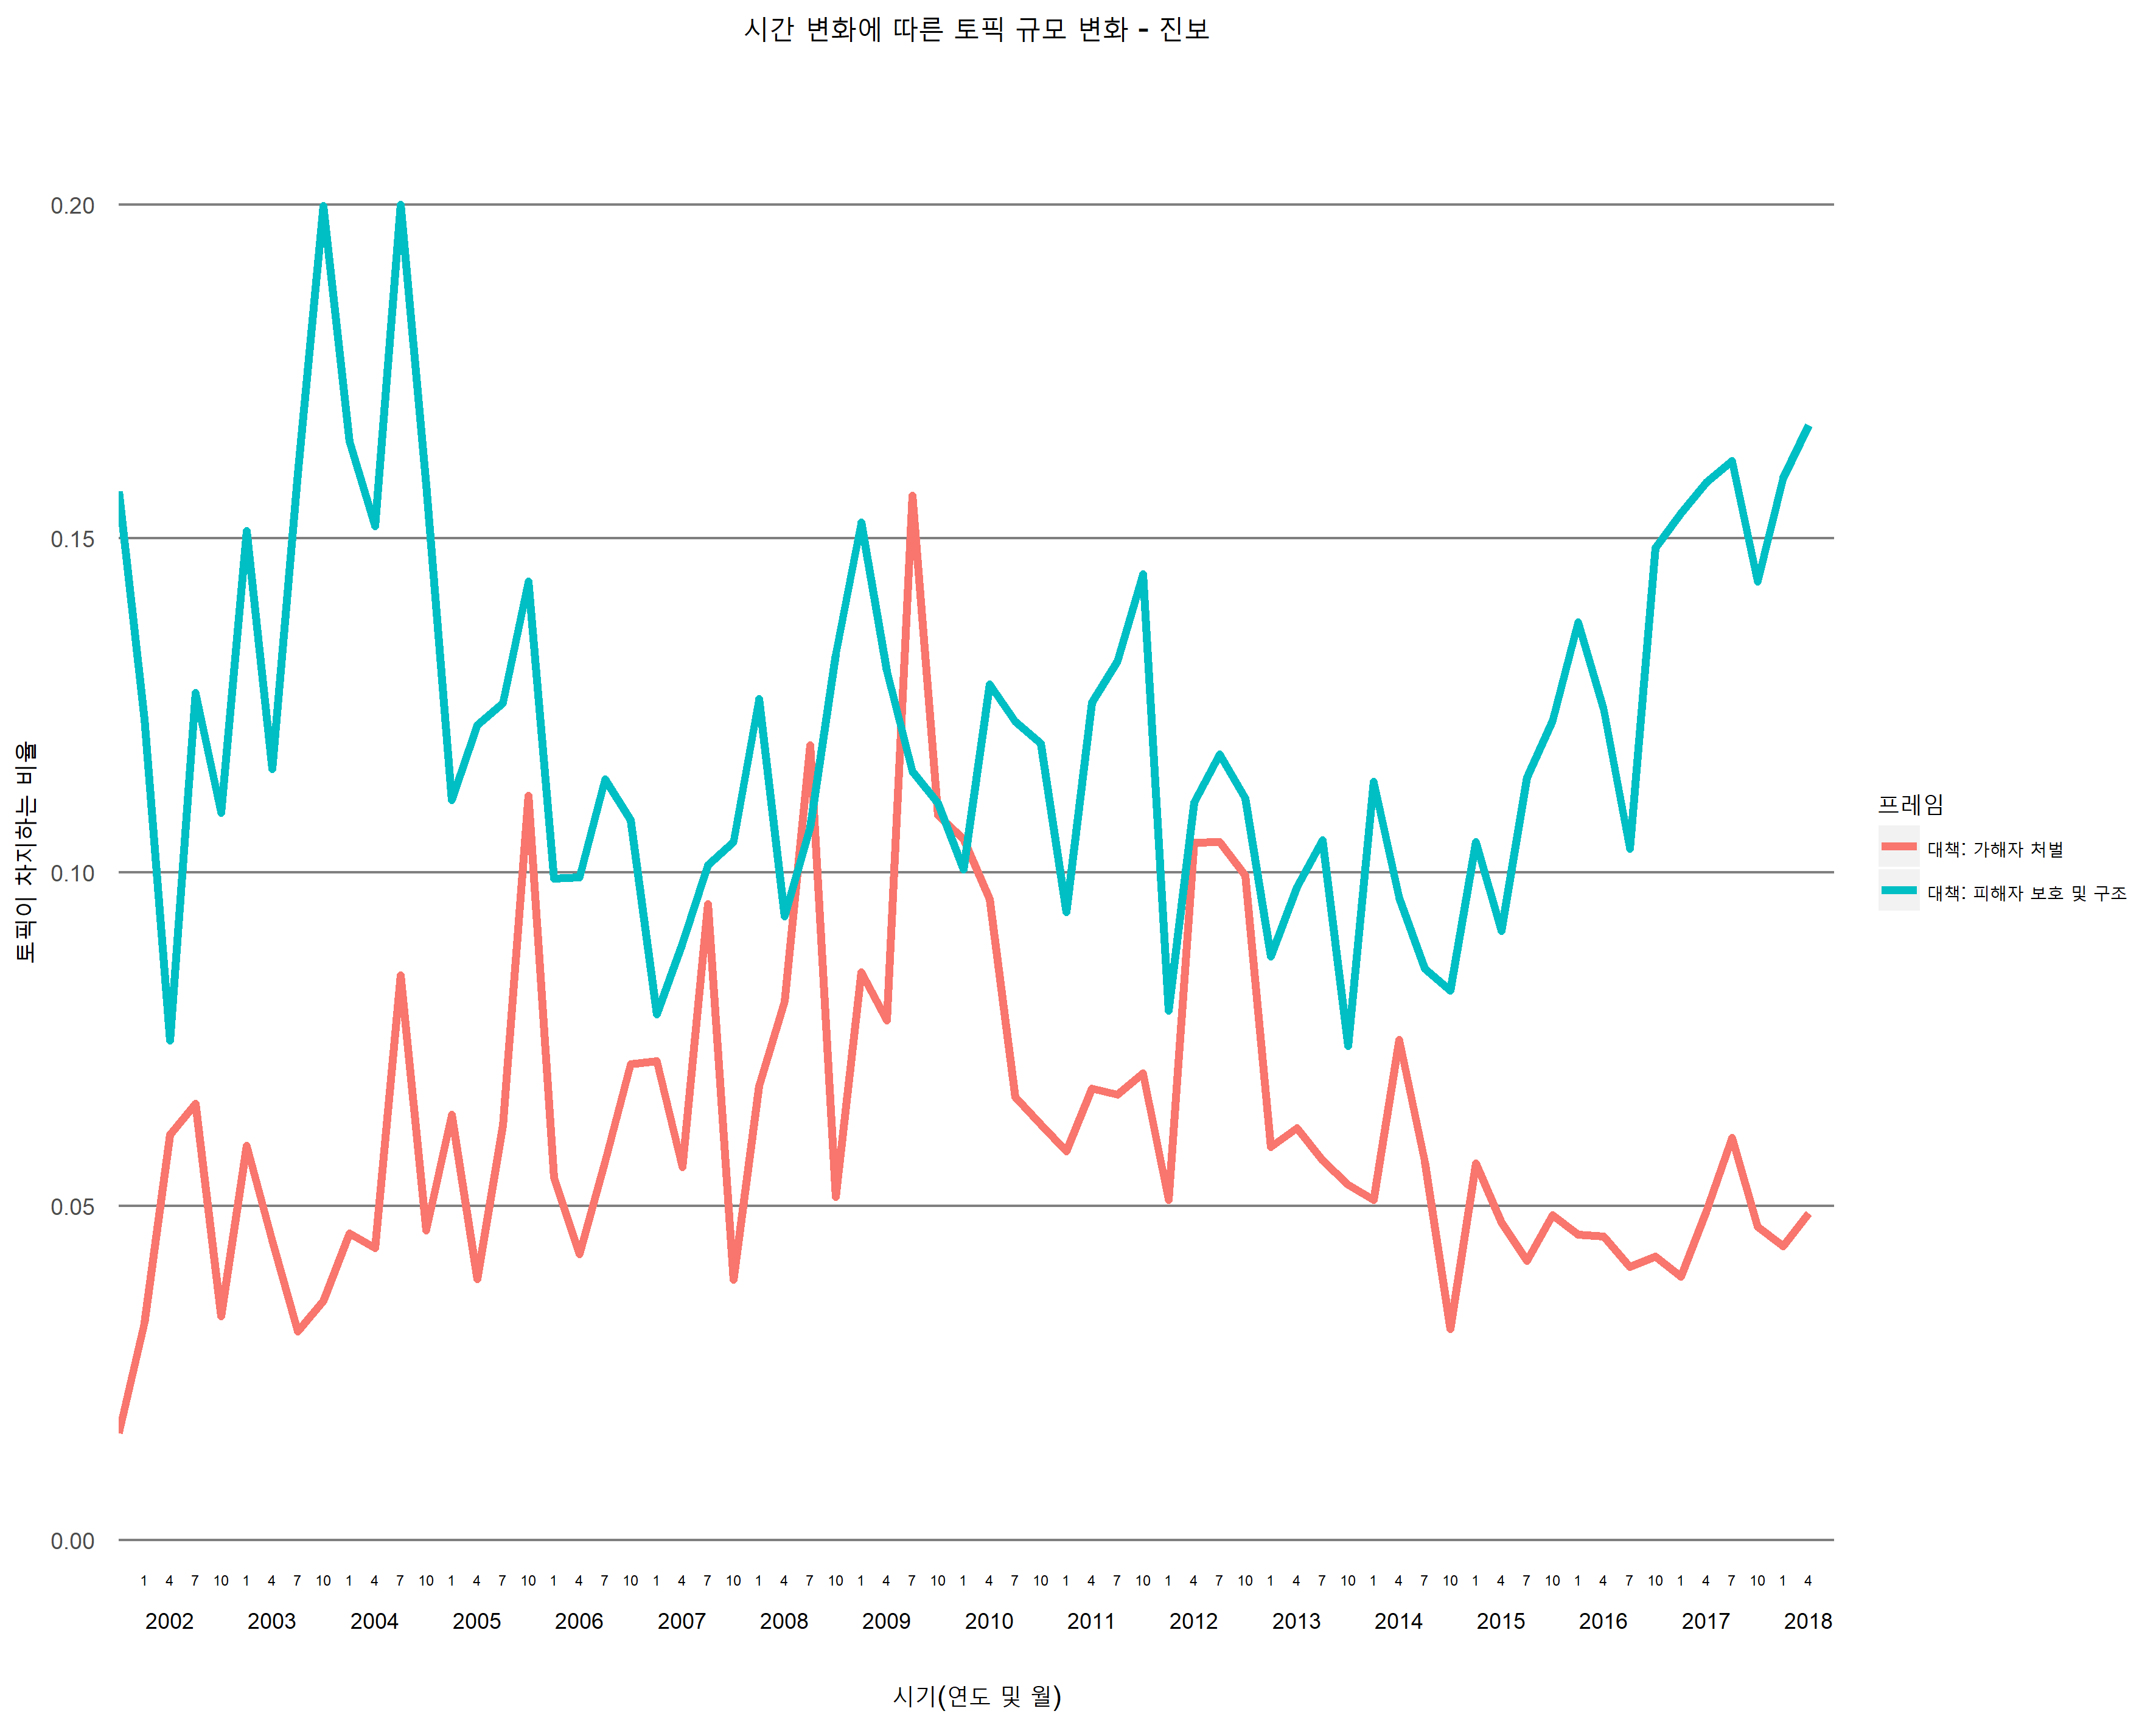 시간 변화에 따른 토픽 규모 변화 - 진보
토픽이 차지하는 비율
0.20
0.15
0.10
0.05
0.00
1 4 7 10 1 4 7 10 1 4 7 10 1 4 7 10 1 4 7 10 1 4 7 10 1 4 7 10 1 4 7 10 1 4 7 10 1 4 7 10 1 4 7 10 1 4 7 10 1 4 7 10 1 4 7 10 1 4 7 10 1 4 7 10 1 4
2002 2003 2004 2005 2006 2007 2008 2009 2010 2011 2012 2013 2014 2015 2016 2017 2018
시기(연도 및 월)
프레임
대책: 가해자 처벌
대책: 피해자 보호 및 구조